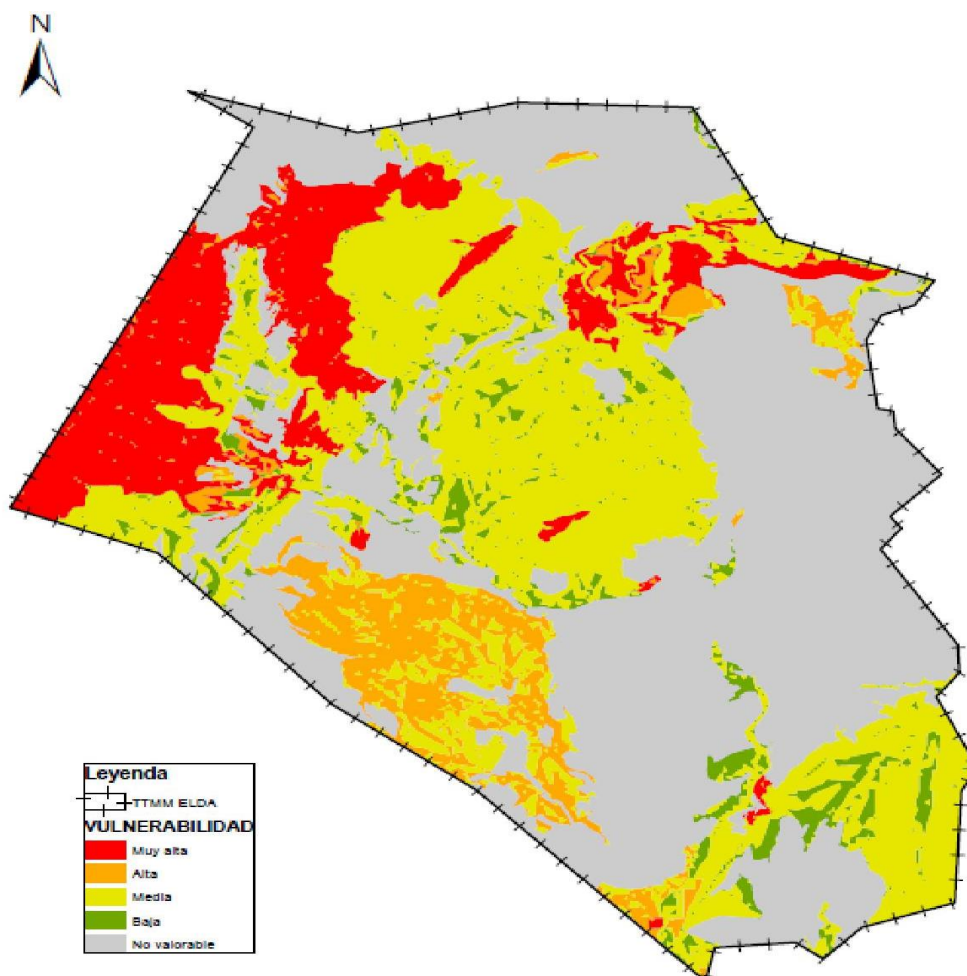 N
Leyenda
TTMM ELDA
VULNERABILIDAD
Muy alta
Alta
Media
Baja
No valorable